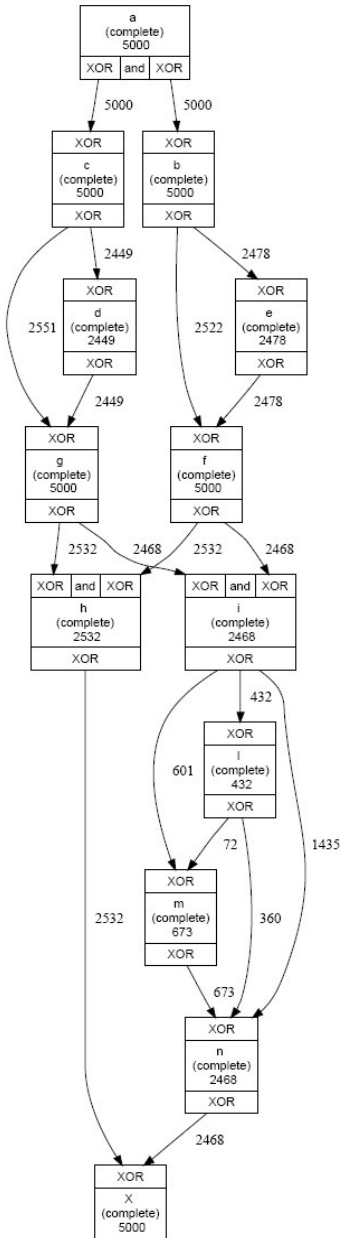 a
(complete)
5000
XOR and XOR
5000 5000
XOR XOR
c b
(complete) (complete)
5000 5000
XOR XOR
2449 2478
XOR XOR
d e
2551 (complete) 2522 (complete)
2449 2478
XOR XOR
2449 2478
XOR XOR
g f
(complete) (complete)
5000 5000
XOR XOR
2532 2468 2532 2468
XOR and XOR XOR and XOR
h i
(complete) (complete)
2532 2468
XOR XOR
432
XOR
l
601 (complete)
432
XOR
72 1435
XOR
m
2532 (complete) 360
673
XOR
673
XOR
n
(complete)
2468
XOR
2468
XOR
X
(complete)
5000